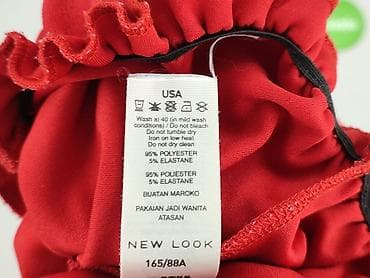 USA
Wash at 40 (in mild wash
conditions) / Do not bleach
Do not tumble dry
Iron on low heat
Do not dry clean
95% POLYESTER
5% ELASTANE
95% POLIESTER
5% ELASTANE
BUATAN MAROKO
PAKAIAN JADI WANITA
ATASAN
NEW LOOK
165/88A